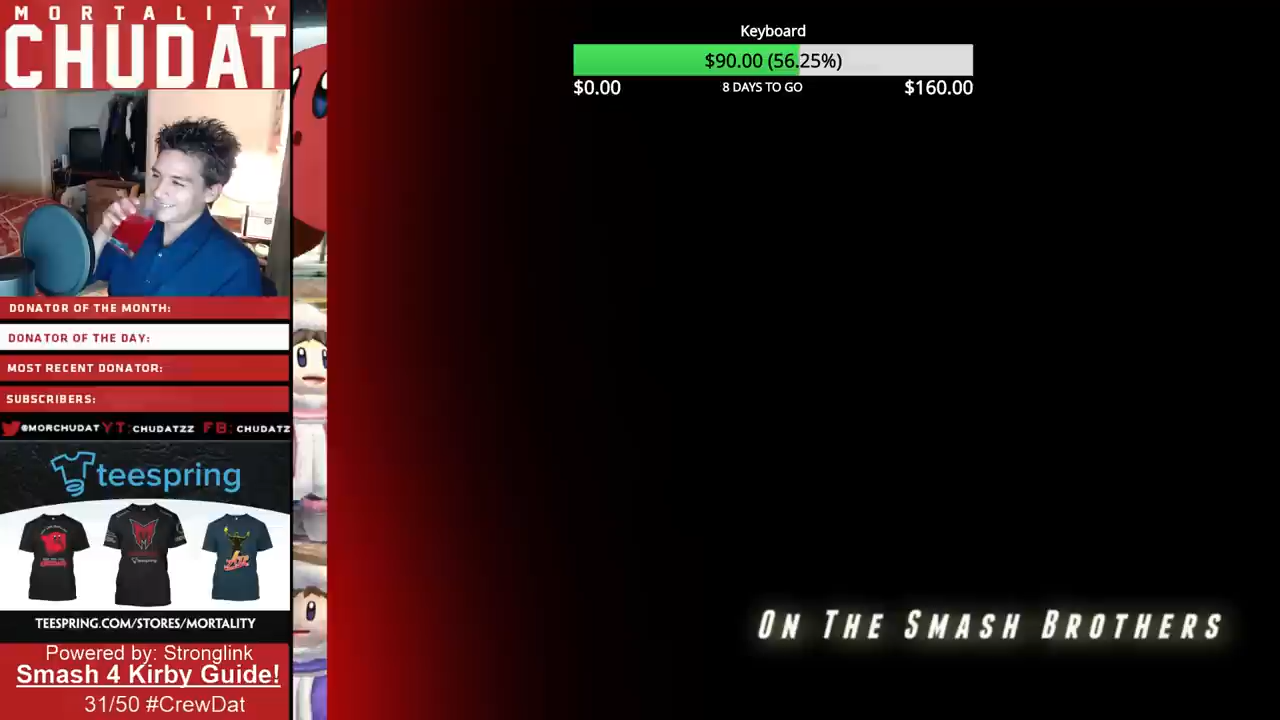 MORTALITY
CHUDAT
DONATOR OF THE MONTH:
DONATOR OF THE DAY:
MOST RECENT DONATOR:
SUBSCRIBERS:
@MORCHUDAT YT: CHUDATZZ FB: CHUDATZ
teespring
TEESPRING.COM/STORES/MORTALITY
Powered by: Stronglink
Smash 4 Kirby Guide!
31/50 #CrewDat
Keyboard
$90.00 (56.25%)
$0.00 8 DAYS TO GO $160.00
ON THE SMASH BROTHERS